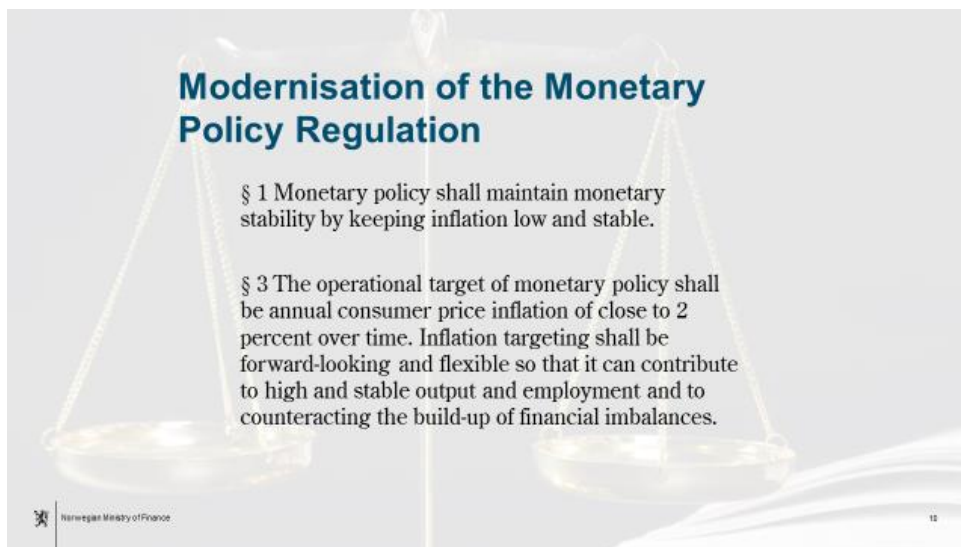 Modernisation of the Monetary
Policy Regulation
§ 1 Monetary policy shall maintain monetary
stability by keeping inflation low and stable.
§ 3 The operational target of monetary policy shall
be annual consumer price inflation of close to 2
percent over time. Inflation targeting shall be
forward-looking and flexible so that it can contribute
to high and stable output and employment and to
counteracting the build-up of financial imbalances.
Norwegian Ministry of Finance
10